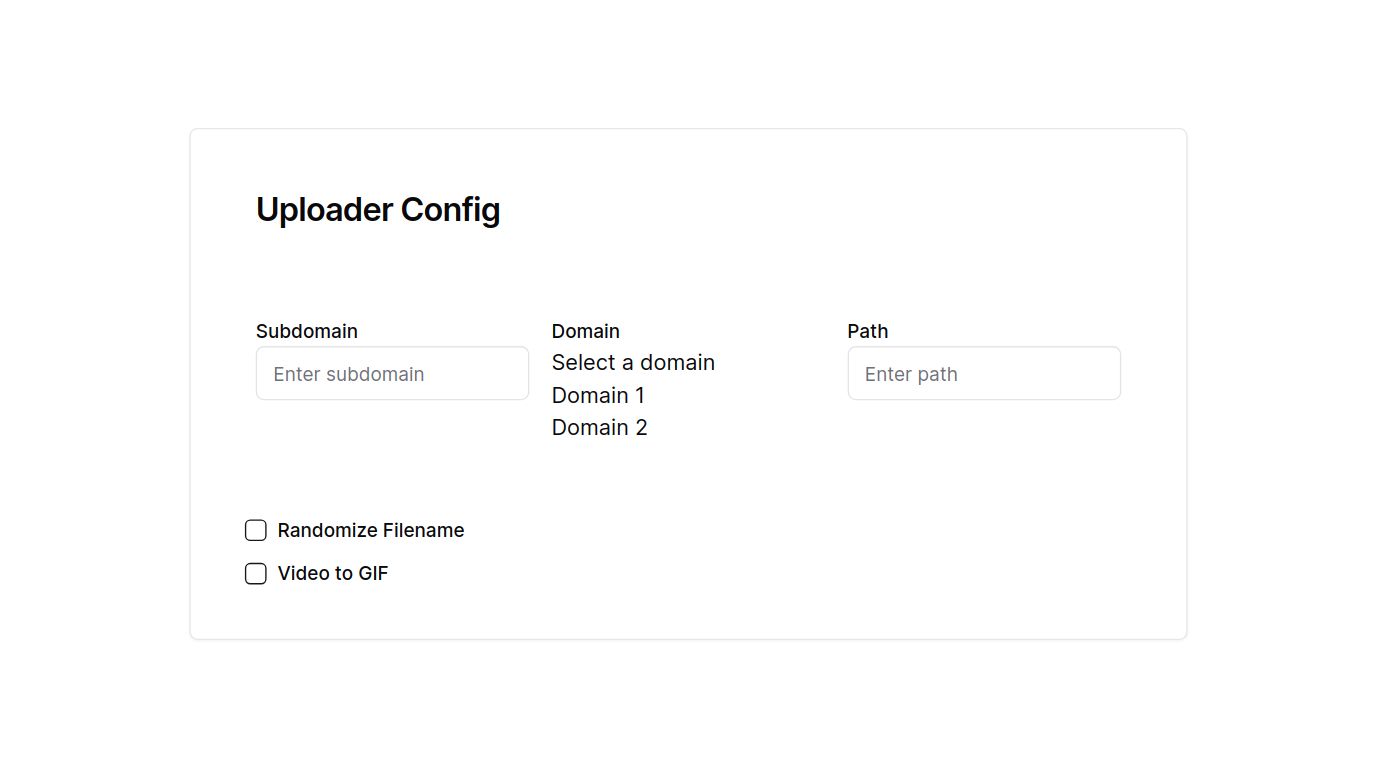 Uploader Config
Subdomain
Enter subdomain
Domain
Select a domain
Domain 1
Domain 2
Path
Enter path
Randomize Filename
Video to GIF